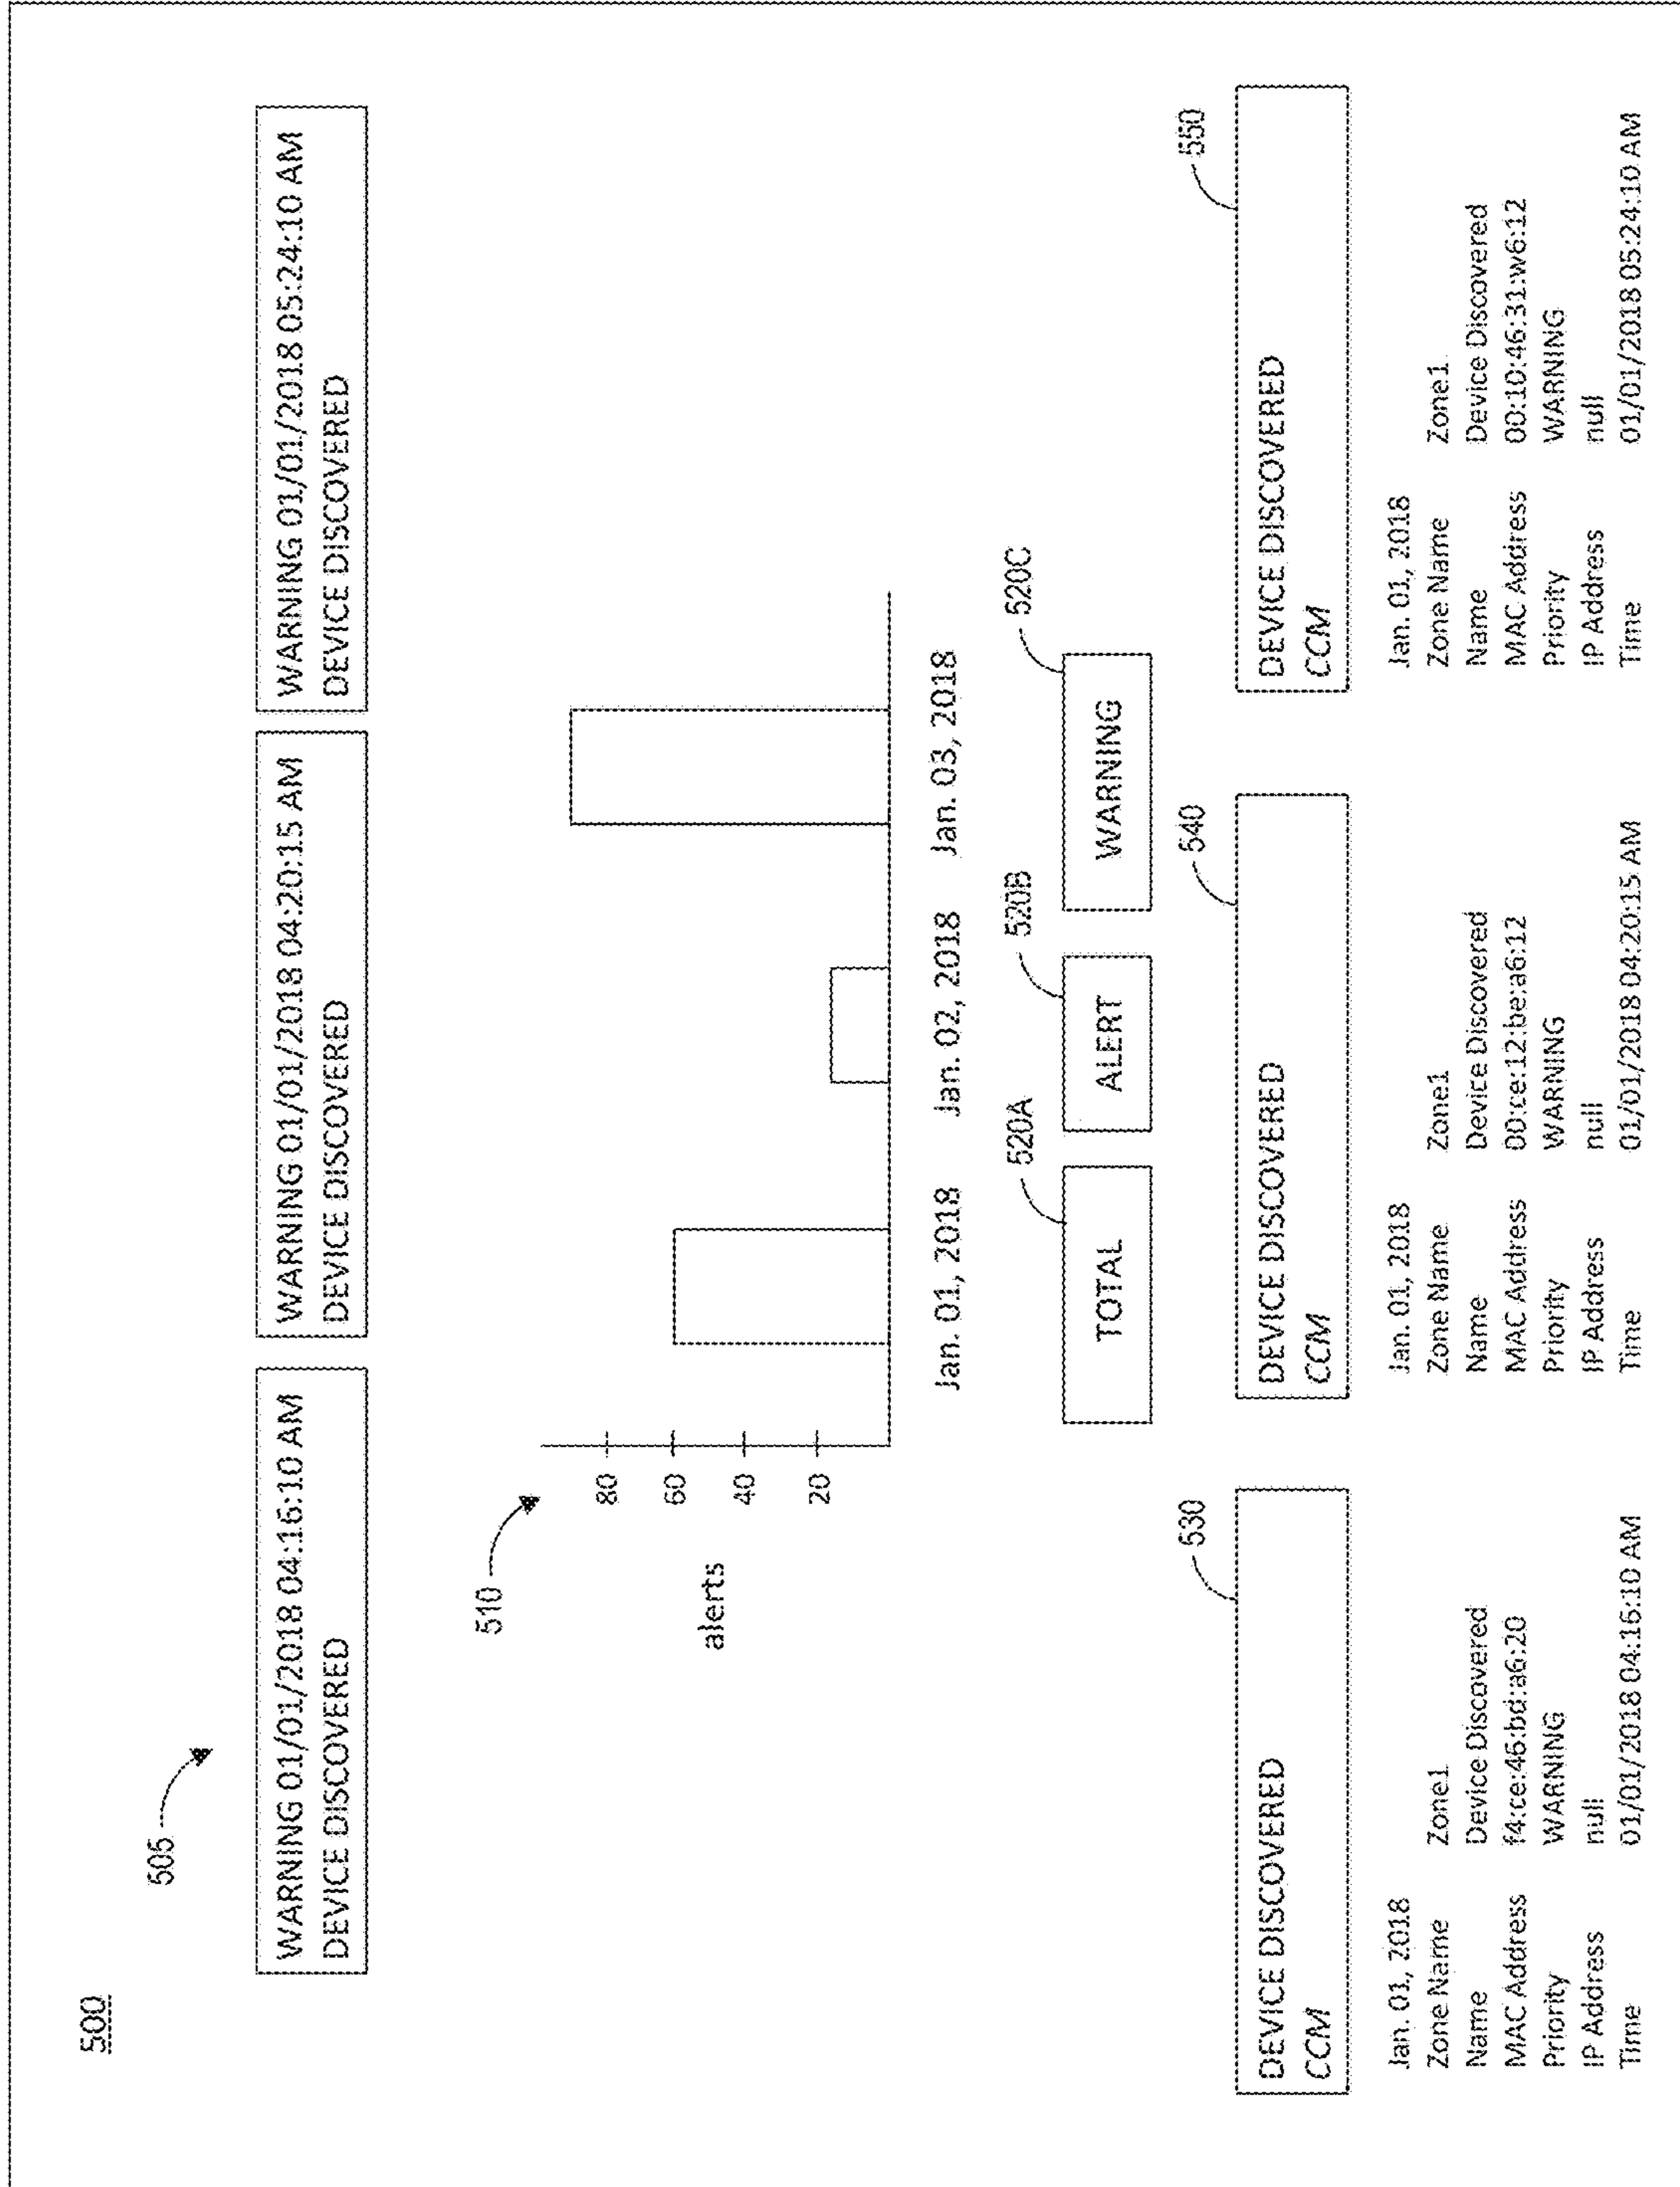 500
505
WARNING 01/01/2018 04:16:10 AM
DEVICE DISCOVERED
WARNING 01/01/2018 04:20:15 AM
DEVICE DISCOVERED
WARNING 01/01/2018 05:24:10 AM
DEVICE DISCOVERED
510
alerts
80
60
40
20
Jan. 01, 2018
Jan. 02, 2018
Jan. 03, 2018
520A
TOTAL
520B
ALERT
520C
WARNING
530
DEVICE DISCOVERED
CCM
Jan. 01, 2018
Zone Name Zone1
Name Device Discovered
MAC Address f4:ce:46:bd:a6:20
Priority WARNING
IP Address null
Time 01/01/2018 04:16:10 AM
540
DEVICE DISCOVERED
CCM
Jan. 01, 2018
Zone Name Zone1
Name Device Discovered
MAC Address 00:ce:12:be:a6:12
Priority WARNING
IP Address null
Time 01/01/2018 04:20:15 AM
550
DEVICE DISCOVERED
CCM
Jan. 01, 2018
Zone Name Zone1
Name Device Discovered
MAC Address 00:10:46:31:w6:12
Priority WARNING
IP Address null
Time 01/01/2018 05:24:10 AM